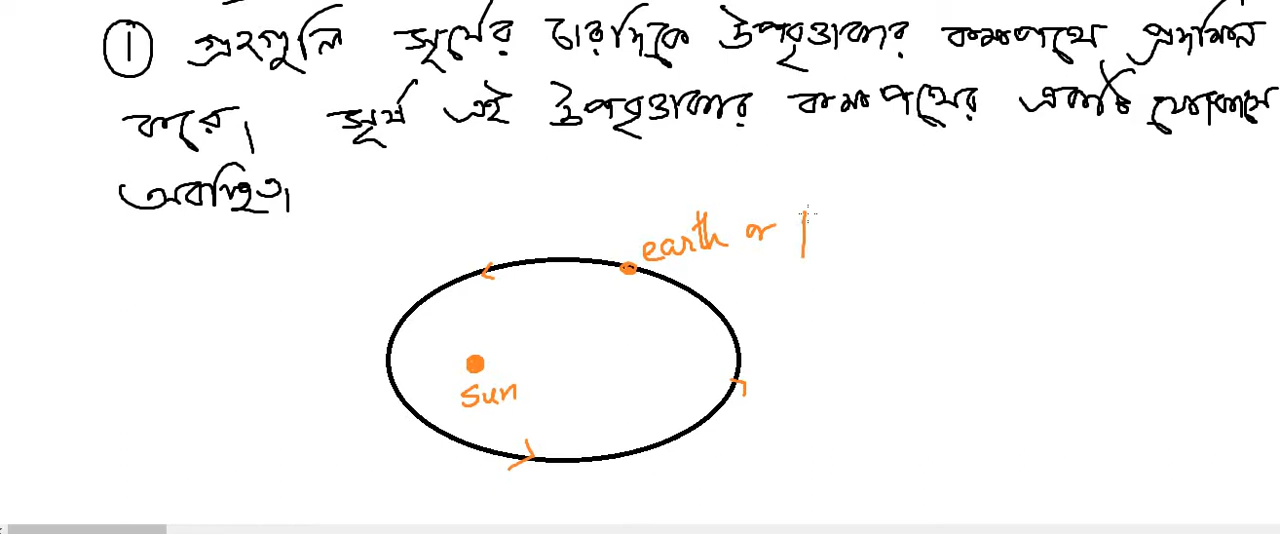 ① গ্রহগুলি সূর্যের চারদিকে উপবৃত্তাকার কক্ষপথে প্রদক্ষিন
করে। সূর্য এই উপবৃত্তাকার কক্ষপথের একটি ফোকাসে
অবস্থিত।
earth or
Sun